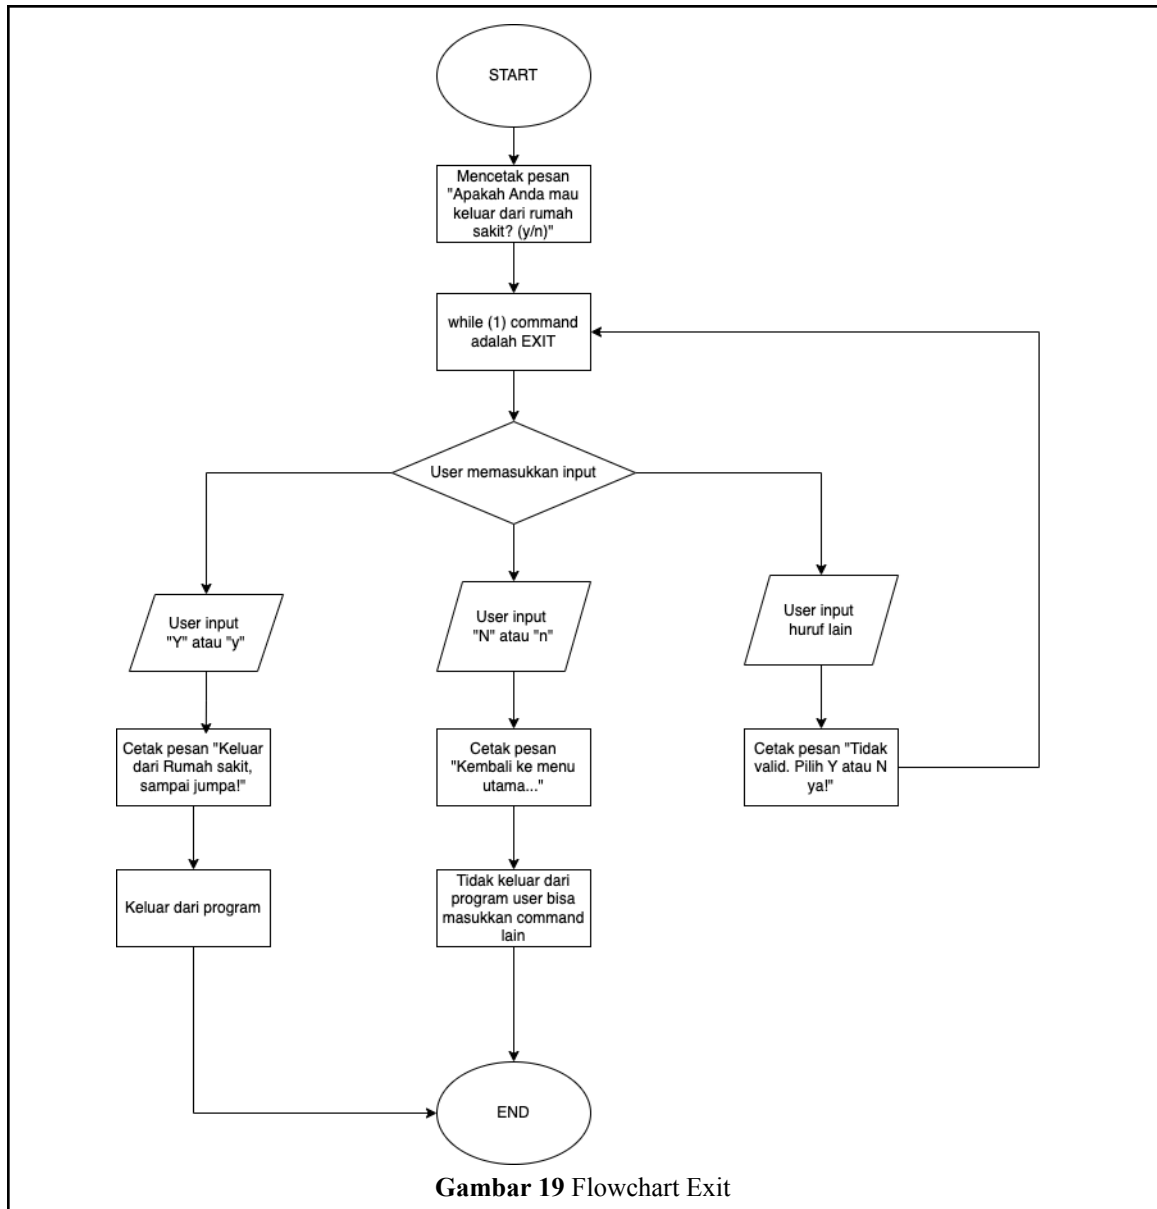 START
Mencetak pesan
"Apakah Anda mau
keluar dari rumah
sakit? (y/n)"
while (1) command
adalah EXIT
User memasukkan input
User input
"Y" atau "y"
User input
"N" atau "n"
User input
huruf lain
Cetak pesan "Keluar
dari Rumah sakit,
sampai jumpa!"
Cetak pesan
"Kembali ke menu
utama..."
Cetak pesan "Tidak
valid. Pilih Y atau N
ya!"
Keluar dari program
Tidak keluar dari
program user bisa
masukkan command
lain
END
Gambar 19 Flowchart Exit